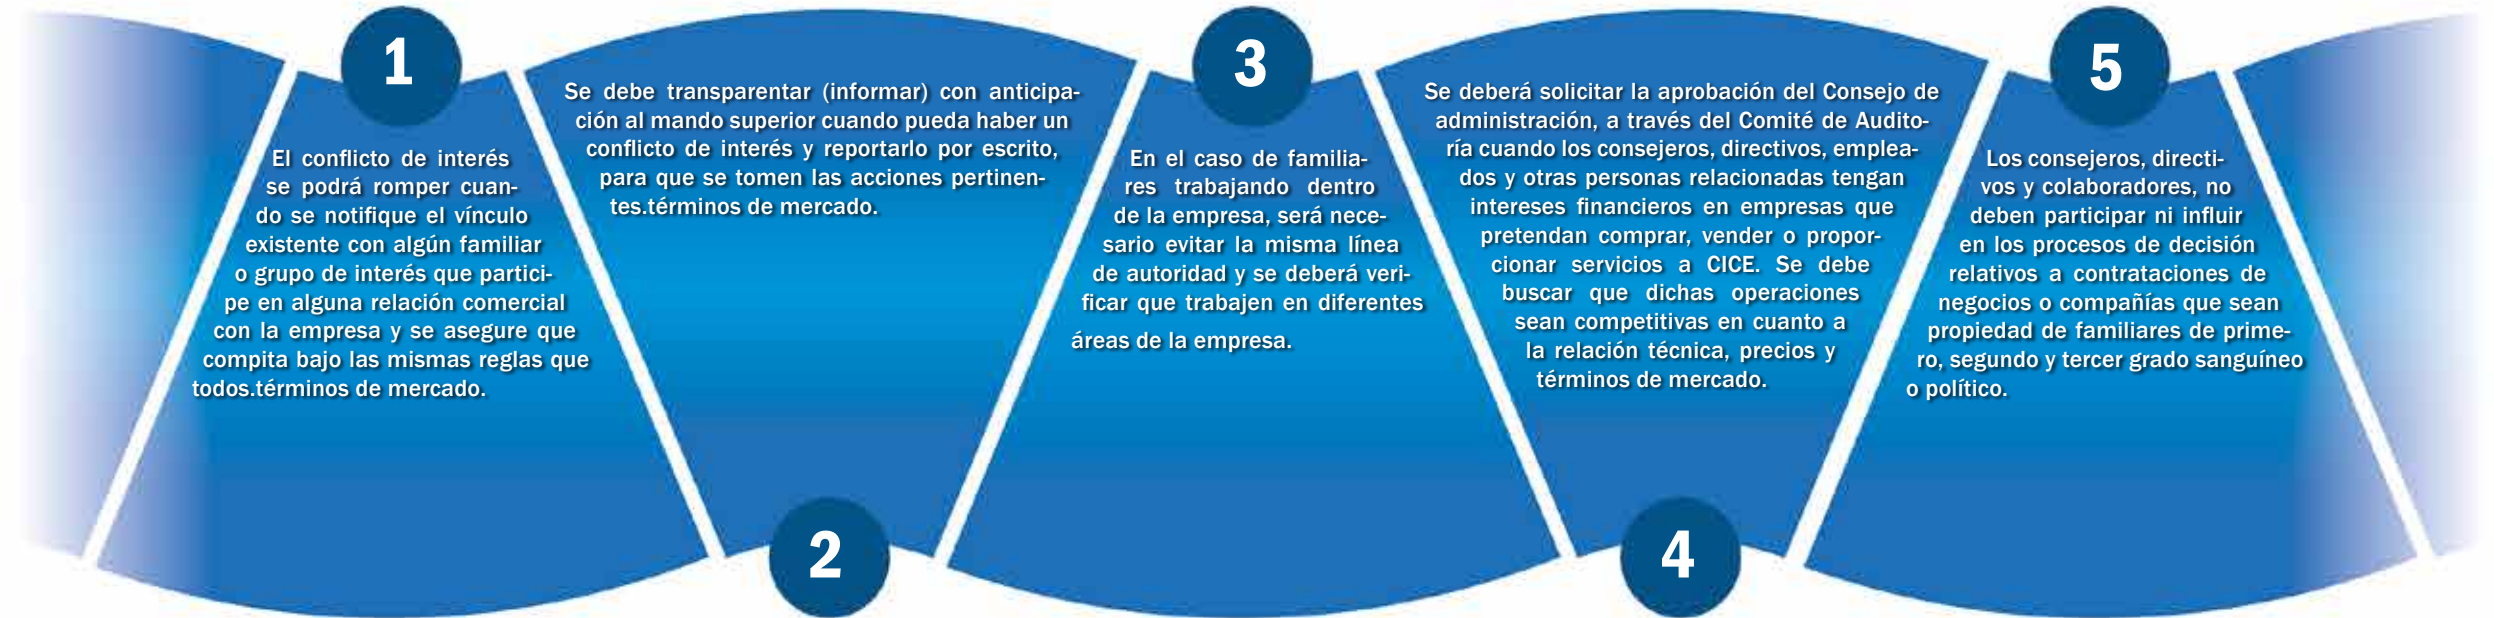 1
El conflicto de interés
se podrá romper cuan-
do se notifique el vínculo
existente con algún familiar
o grupo de interés que partici-
pe en alguna relación comercial
con la empresa y se asegure que
compita bajo las mismas reglas que
todos.términos de mercado.
Se debe transparentar (informar) con anticipa-
ción al mando superior cuando pueda haber un
conflicto de interés y reportarlo por escrito,
para que se tomen las acciones pertinen-
tes.términos de mercado.
2
3
En el caso de familia-
res trabajando dentro
de la empresa, será nece-
sario evitar la misma línea
de autoridad y se deberá veri-
ficar que trabajen en diferentes
áreas de la empresa.
Se deberá solicitar la aprobación del Consejo de
administración, a través del Comité de Audito-
ría cuando los consejeros, directivos, emplea-
dos y otras personas relacionadas tengan
intereses financieros en empresas que
pretendan comprar, vender o propor-
cionar servicios a CICE. Se debe
buscar que dichas operaciones
sean competitivas en cuanto a
la relación técnica, precios y
términos de mercado.
4
5
Los consejeros, directi-
vos y colaboradores, no
deben participar ni influir
en los procesos de decisión
relativos a contrataciones de
negocios o compañías que sean
propiedad de familiares de prime-
ro, segundo y tercer grado sanguíneo
o político.